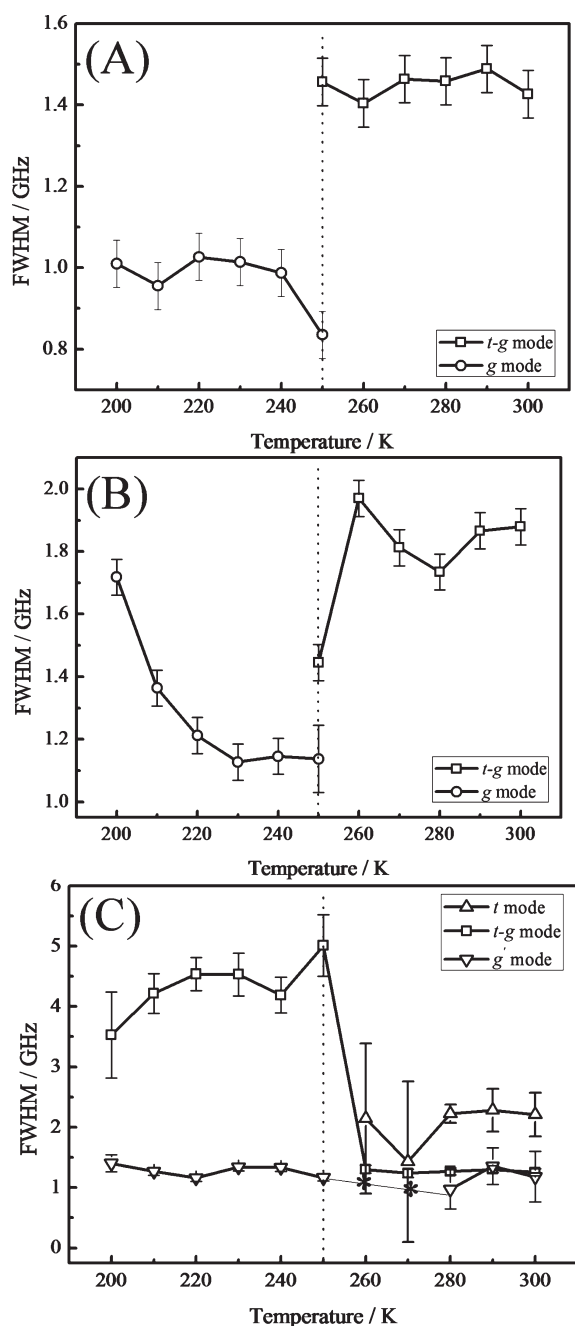 (A)
1.6
1.4
1.2
1.0
0.8
FWHM / GHz
t-g mode
g mode
200 220 240 260 280 300
Temperature / K
(B)
2.0
1.8
1.6
1.4
1.2
1.0
FWHM / GHz
t-g mode
g mode
200 220 240 260 280 300
Temperature / K
(C)
6
5
4
3
2
1
0
FWHM / GHz
t mode
t-g mode
g' mode
200 220 240 260 280 300
Temperature / K